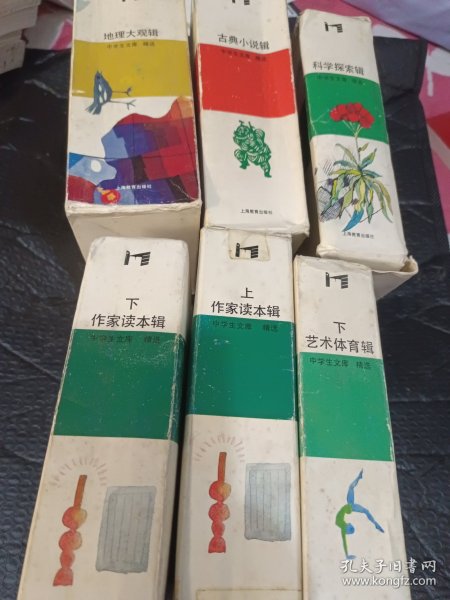 地理大观辑
中学生文库 精选
上海教育出版社
古典小说辑
中学生文库 精选
上海教育出版社
科学探索辑
中学生文库 精选
上海教育出版社
下
作家读本辑
中学生文库 精选
上
作家读本辑
中学生文库 精选
下
艺术体育辑
中学生文库 精选
孔夫子旧书网
www.kongfz.com